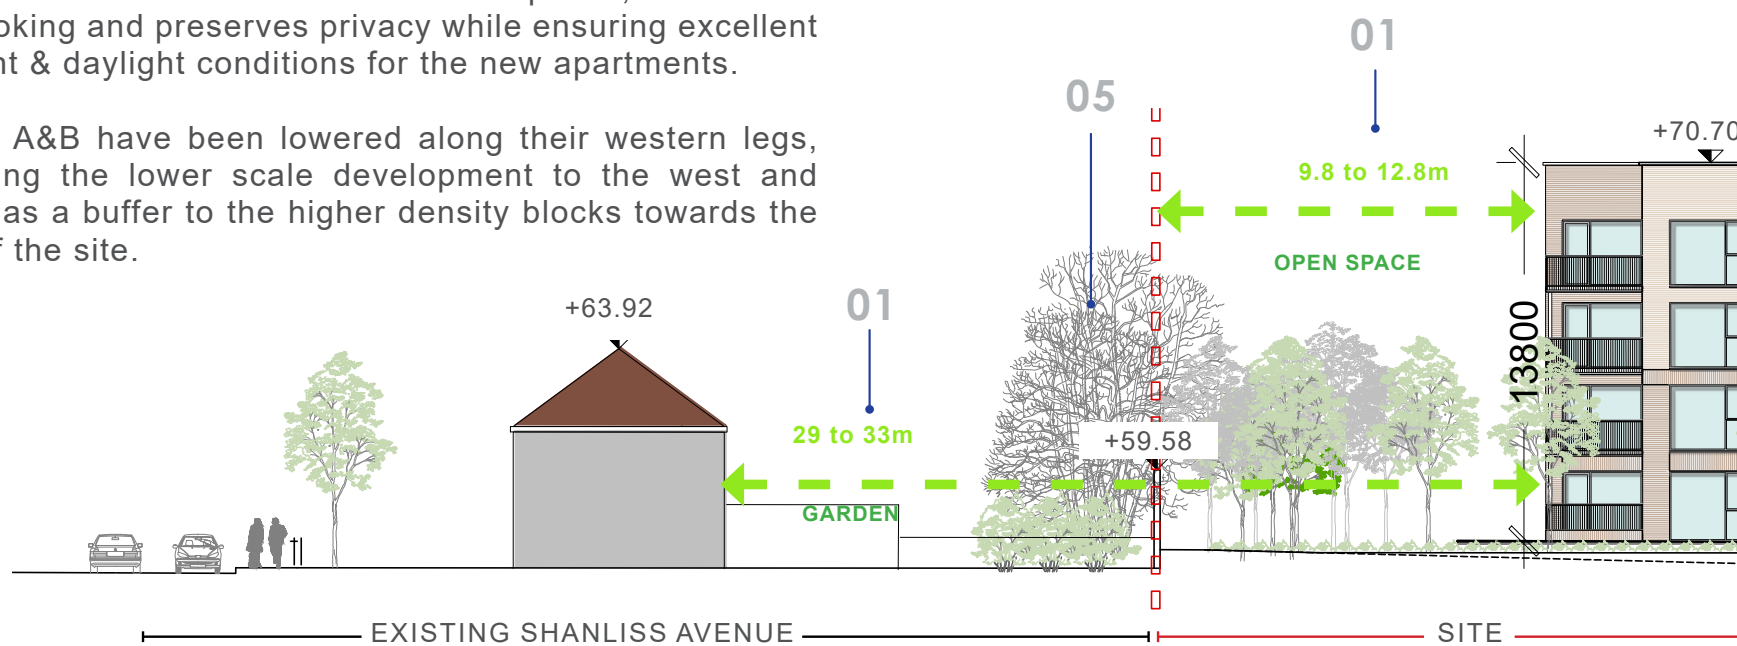 oking and preserves privacy while ensuring excellent
& daylight conditions for the new apartments.
A&B have been lowered along their western legs,
the lower scale development to the west and
as a buffer to the higher density blocks towards the
the site.
01
05
+70.70
9.8 to 12.8m
OPEN SPACE
+63.92
01
13800
29 to 33m
+59.58
GARDEN
EXISTING SHANLISS AVENUE
SITE